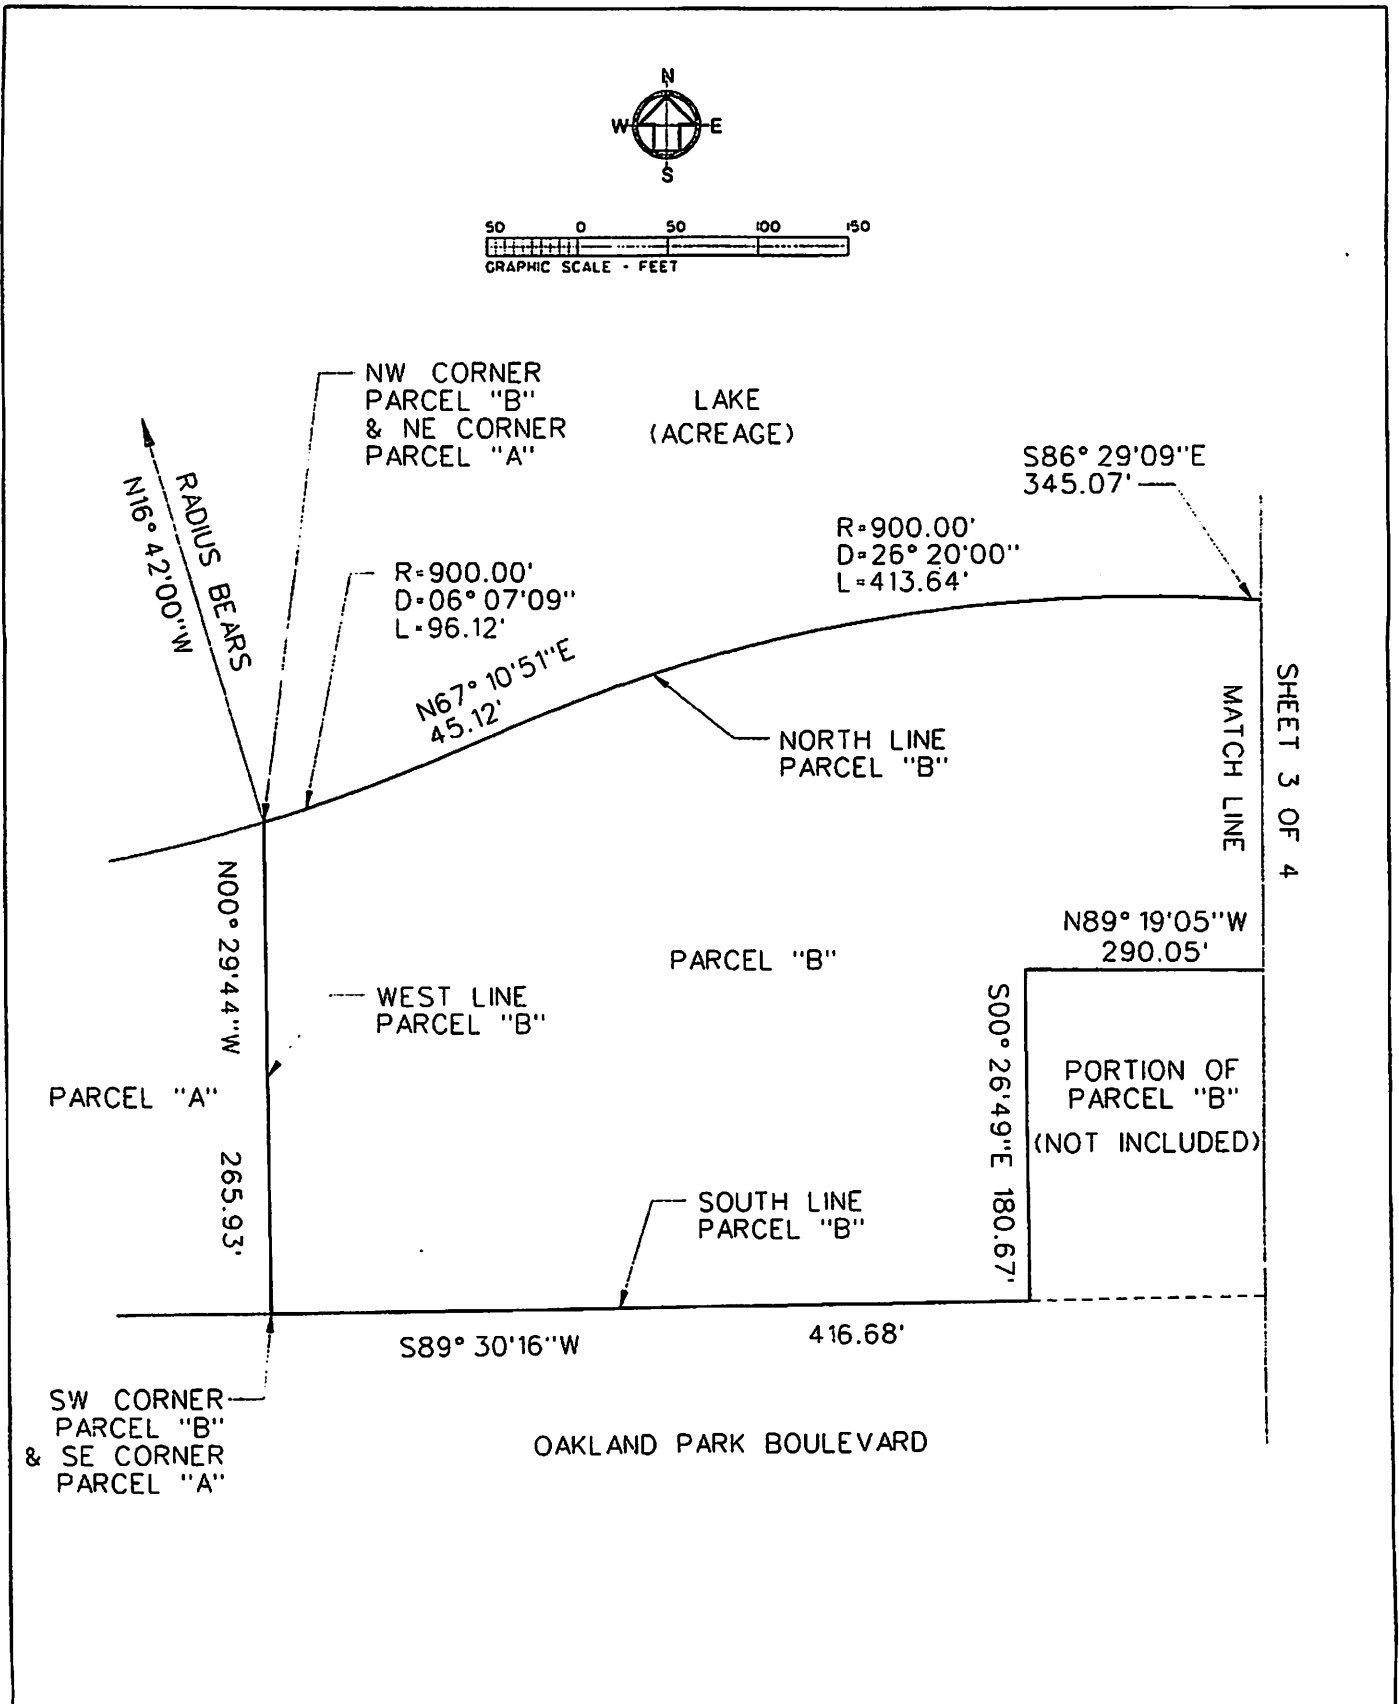 N
W E
S
50 0 50 100 150
GRAPHIC SCALE - FEET
NW CORNER
PARCEL "B"
& NE CORNER
PARCEL "A"
LAKE
(ACREAGE)
S86° 29'09"E
345.07'
RADIUS BEARS
N16° 42'00"W
R=900.00'
D=06° 07'09"
L=96.12'
R=900.00'
D=26° 20'00"
L=413.64'
N67° 10'51"E
45.12'
NORTH LINE
PARCEL "B"
MATCH LINE
SHEET 3 OF 4
N00° 29'44"W
265.93'
N89° 19'05"W
290.05'
PARCEL "B"
WEST LINE
PARCEL "B"
S00° 26'49"E 180.67'
PORTION OF
PARCEL "B"
(NOT INCLUDED)
PARCEL "A"
SOUTH LINE
PARCEL "B"
S89° 30'16"W
416.68'
SW CORNER
PARCEL "B"
& SE CORNER
PARCEL "A"
OAKLAND PARK BOULEVARD